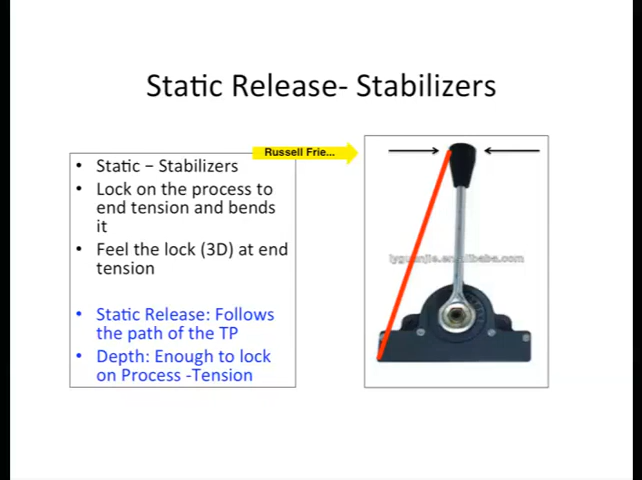 Static Release- Stabilizers
Russell Frie...
• Static – Stabilizers
• Lock on the process to
end tension and bends
it
• Feel the lock (3D) at end
tension
• Static Release: Follows
the path of the TP
• Depth: Enough to lock
on Process -Tension